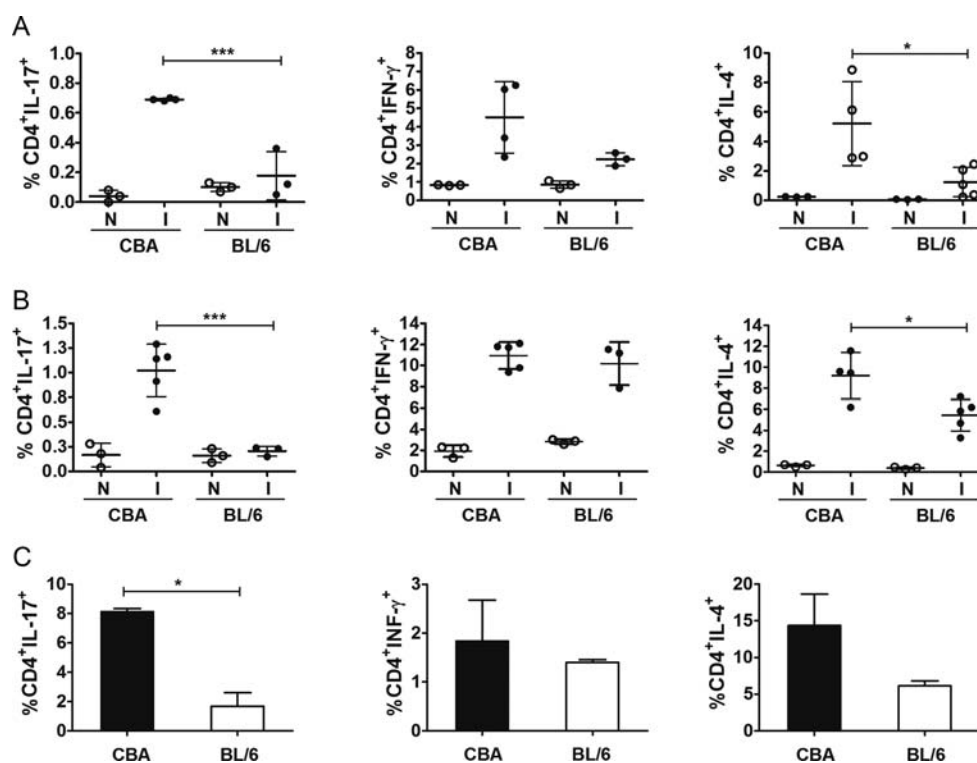 A
% CD4⁺IL-17⁺
1.0
0.8
0.6
0.4
0.2
0.0
***
N I N I
CBA BL/6
% CD4⁺IFN-γ⁺
8
7
6
5
4
3
2
1
0
N I N I
CBA BL/6
% CD4⁺IL-4⁺
10
8
6
4
2
0
*
N I N I
CBA BL/6
B
% CD4⁺IL-17⁺
1.5
1.3
1.0
0.8
0.5
0.3
0.0
***
N I N I
CBA BL/6
% CD4⁺IFN-γ⁺
14
12
10
8
6
4
2
0
N I N I
CBA BL/6
% CD4⁺IL-4⁺
14
12
10
8
6
4
2
0
*
N I N I
CBA BL/6
C
%CD4⁺IL-17⁺
10
8
6
4
2
0
*
CBA BL/6
%CD4⁺INF-γ⁺
3
2
1
0
CBA BL/6
%CD4⁺IL-4⁺
20
15
10
5
0
CBA BL/6